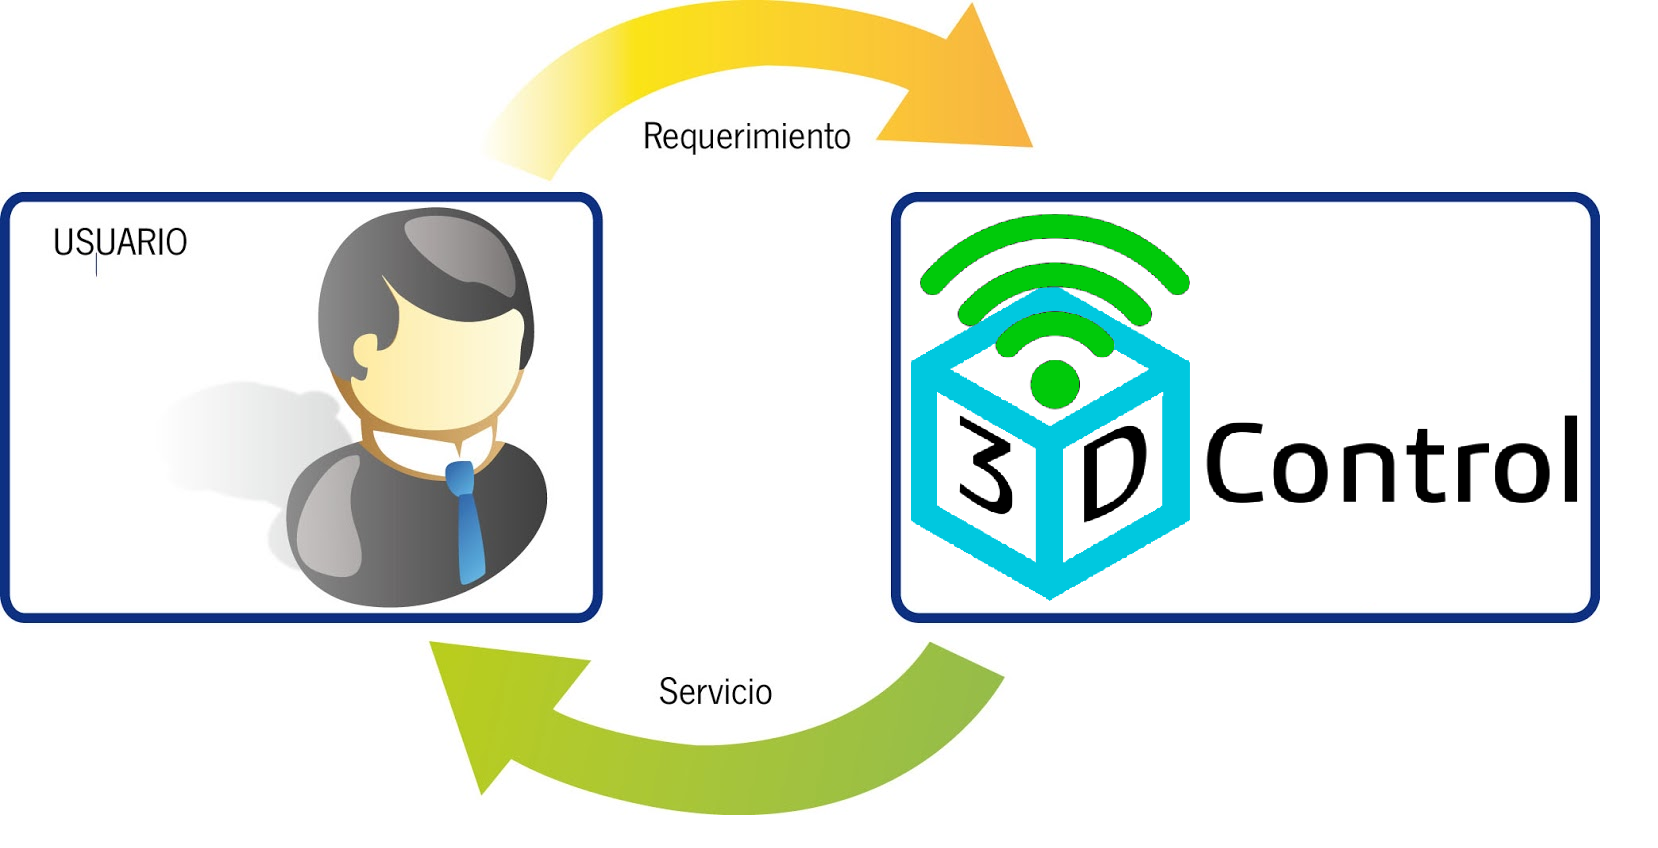 Requerimiento
USUARIO
3D Control
Servicio